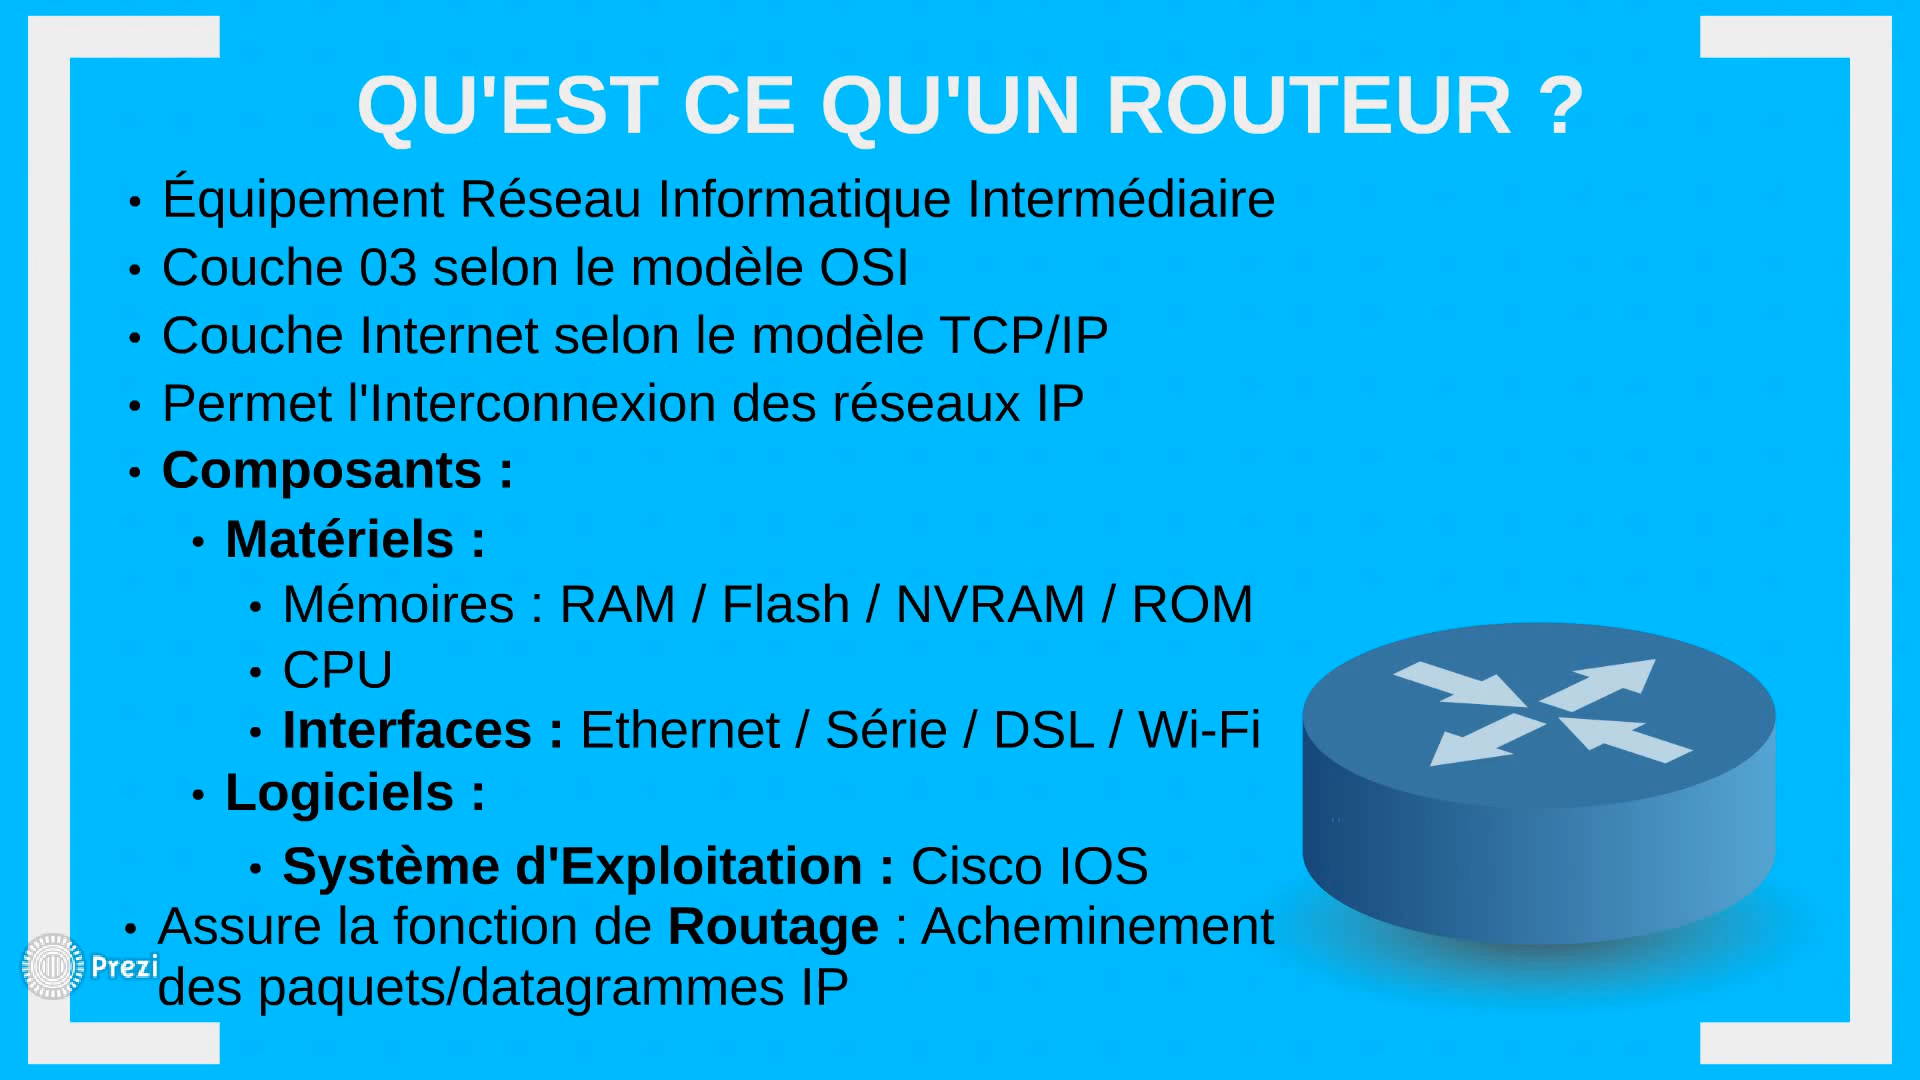 QU'EST CE QU'UN ROUTEUR ?
• Équipement Réseau Informatique Intermédiaire
• Couche 03 selon le modèle OSI
• Couche Internet selon le modèle TCP/IP
• Permet l'Interconnexion des réseaux IP
• Composants :
• Matériels :
• Mémoires : RAM / Flash / NVRAM / ROM
• CPU
• Interfaces : Ethernet / Série / DSL / Wi-Fi
• Logiciels :
• Système d'Exploitation : Cisco IOS
• Assure la fonction de Routage : Acheminement
des paquets/datagrammes IP
Prezi